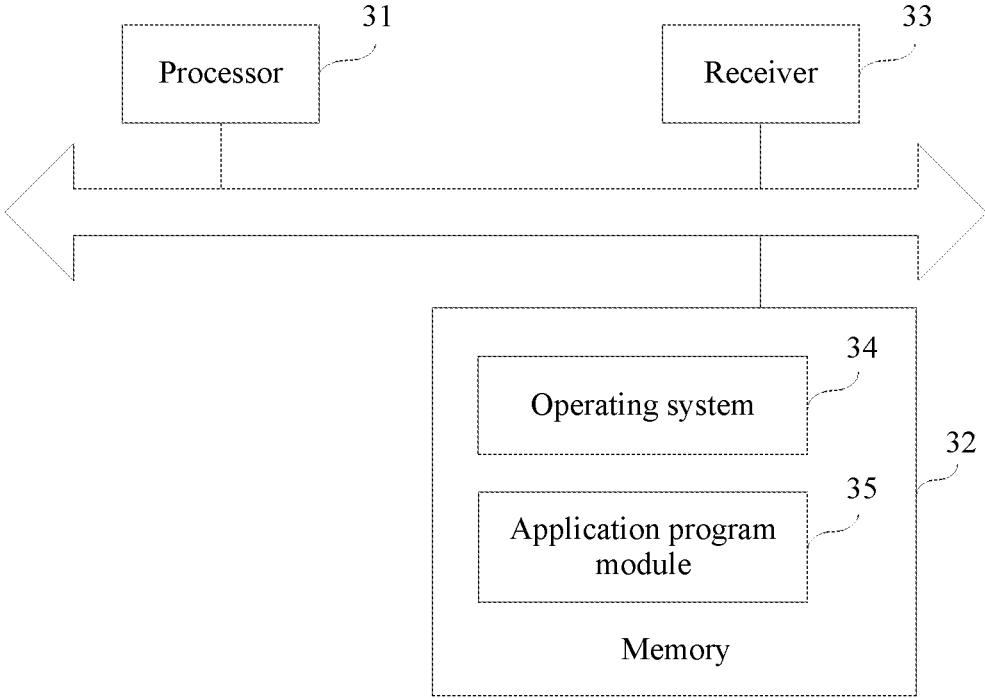 31
33
Processor
Receiver
34
Operating system
32
35
Application program
module
Memory